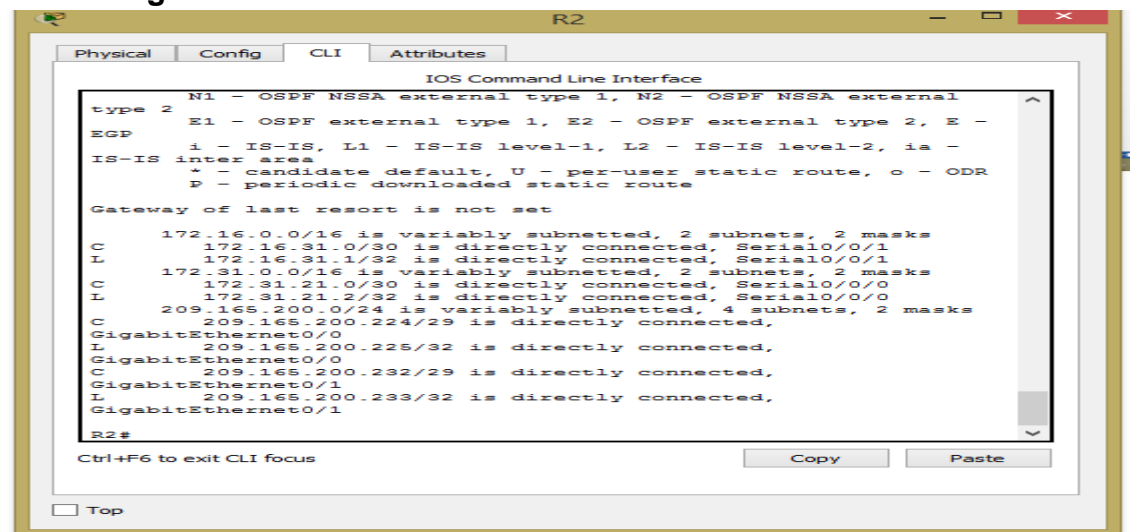 R2
Physical Config CLI Attributes
IOS Command Line Interface
N1 - OSPF NSSA external type 1, N2 - OSPF NSSA external
type 2
E1 - OSPF external type 1, E2 - OSPF external type 2, E -
EGP
i - IS-IS, L1 - IS-IS level-1, L2 - IS-IS level-2, ia -
IS-IS inter area
* - candidate default, U - per-user static route, o - ODR
P - periodic downloaded static route
Gateway of last resort is not set
172.16.0.0/16 is variably subnetted, 2 subnets, 2 masks
C 172.16.31.0/30 is directly connected, Serial0/0/1
L 172.16.31.1/32 is directly connected, Serial0/0/1
172.31.0.0/16 is variably subnetted, 2 subnets, 2 masks
C 172.31.21.0/30 is directly connected, Serial0/0/0
L 172.31.21.2/32 is directly connected, Serial0/0/0
209.165.200.0/24 is variably subnetted, 4 subnets, 2 masks
C 209.165.200.224/29 is directly connected,
GigabitEthernet0/0
L 209.165.200.225/32 is directly connected,
GigabitEthernet0/0
C 209.165.200.232/29 is directly connected,
GigabitEthernet0/1
L 209.165.200.233/32 is directly connected,
GigabitEthernet0/1
R2#
Ctrl+F6 to exit CLI focus
Copy Paste
Top